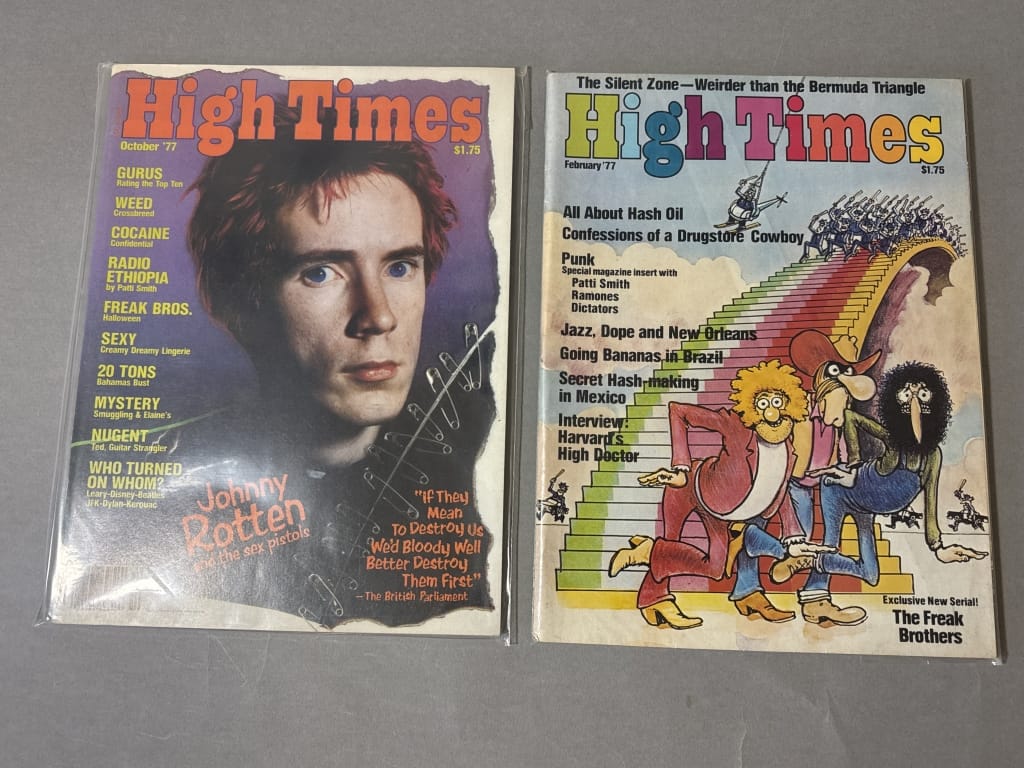 High Times
October '77
$1.75
GURUS
Rating the Top Ten
WEED
Crossbreed
COCAINE
Confidential
RADIO
ETHIOPIA
by Patti Smith
FREAK BROS.
Halloween
SEXY
Creamy Dreamy Lingerie
20 TONS
Bahamas Bust
MYSTERY
Smuggling & Elaine's
NUGENT
Ted, Guitar Strangler
WHO TURNED
ON WHOM?
Leary-Disney-Beatles
JFK-Dylan-Kerouac
Johnny
Rotten
of the sex pistols
"If They
Mean
To Destroy Us
We'd Bloody Well
Better Destroy
Them First"
—The British Parliament
The Silent Zone—Weirder than the Bermuda Triangle
High Times
February '77
$1.75
All About Hash Oil
Confessions of a Drugstore Cowboy
Punk
Special magazine insert with
Patti Smith
Ramones
Dictators
Jazz, Dope and New Orleans
Going Bananas in Brazil
Secret Hash-making
in Mexico
Interview:
Harvard's
High Doctor
Exclusive New Serial!
The Freak
Brothers